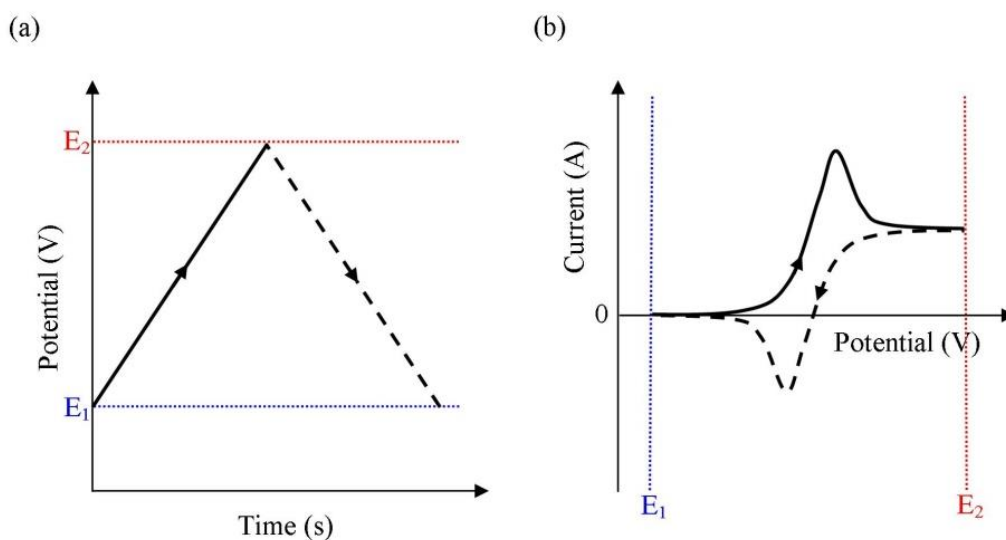 (a)
E₂
Potential (V)
E₁
Time (s)
(b)
Current (A)
0
Potential (V)
E₁
E₂